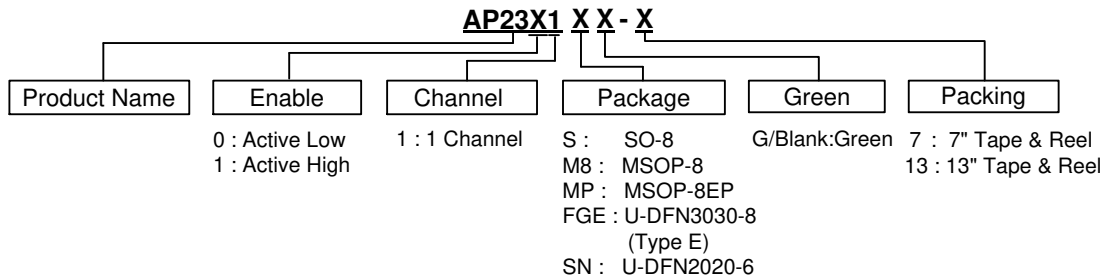 AP23X1 X X - X
Product Name Enable Channel Package Green Packing
0 : Active Low 1 : 1 Channel S : SO-8 G/Blank:Green 7 : 7" Tape & Reel
1 : Active High M8 : MSOP-8 13 : 13" Tape & Reel
MP : MSOP-8EP
FGE : U-DFN3030-8
(Type E)
SN : U-DFN2020-6